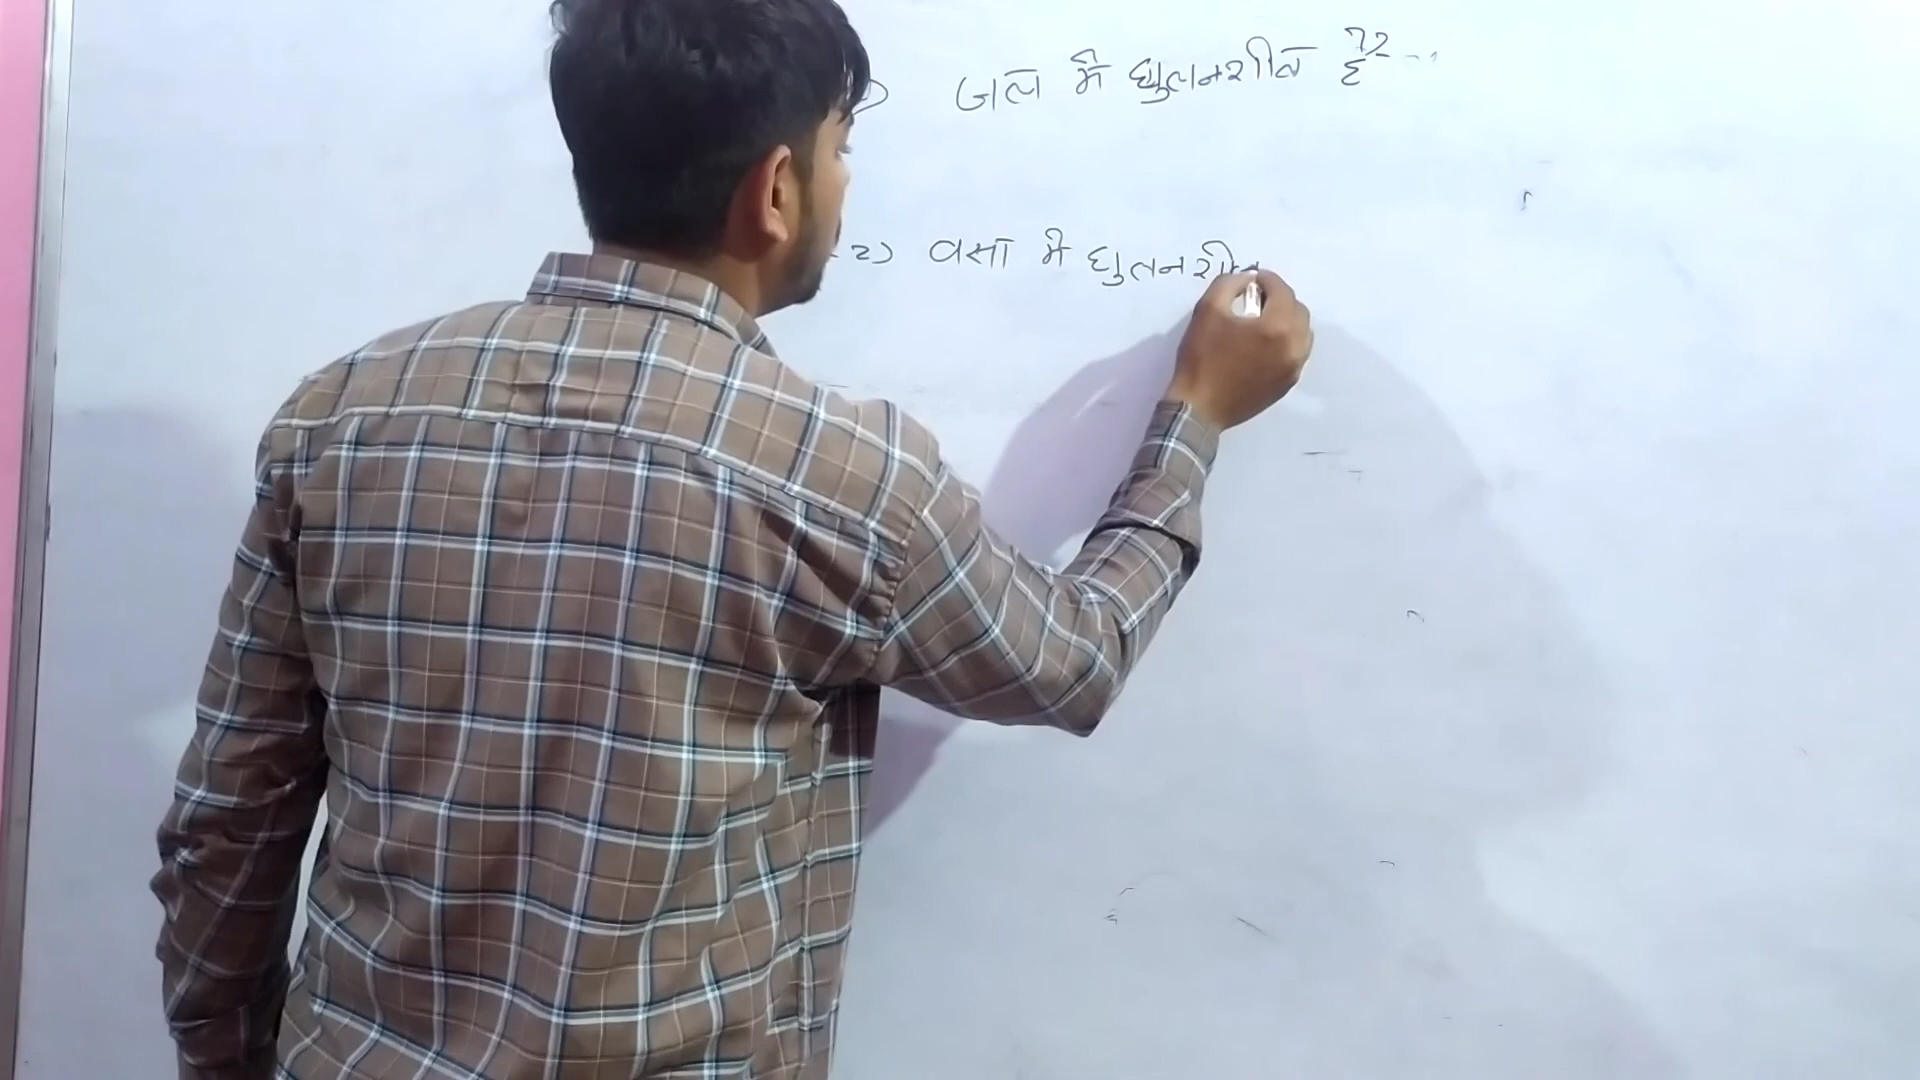 ) जल में घुलनशील है ...
2) वसा में घुलनशील